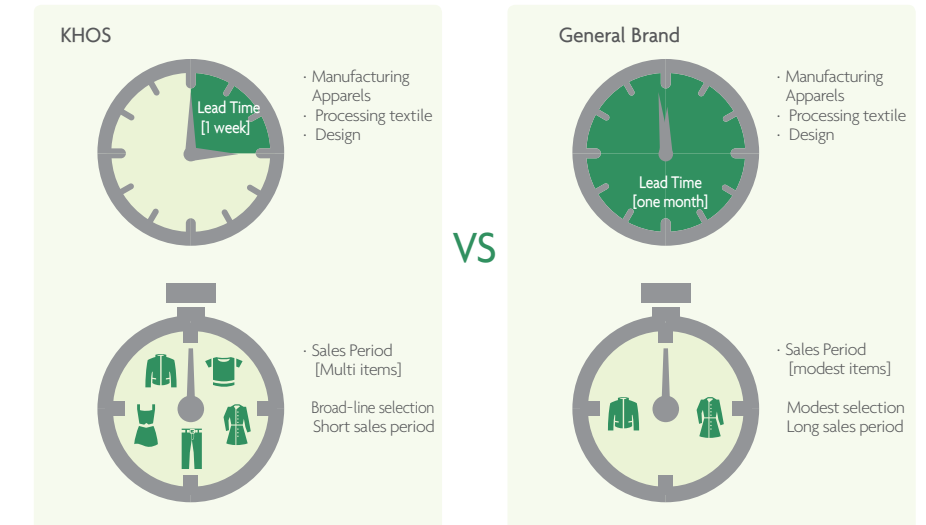 KHOS
Lead Time
[1 week]
· Manufacturing
Apparels
· Processing textile
· Design
· Sales Period
[Multi items]
Broad-line selection
Short sales period
VS
General Brand
Lead Time
[one month]
· Manufacturing
Apparels
· Processing textile
· Design
· Sales Period
[modest items]
Modest selection
Long sales period